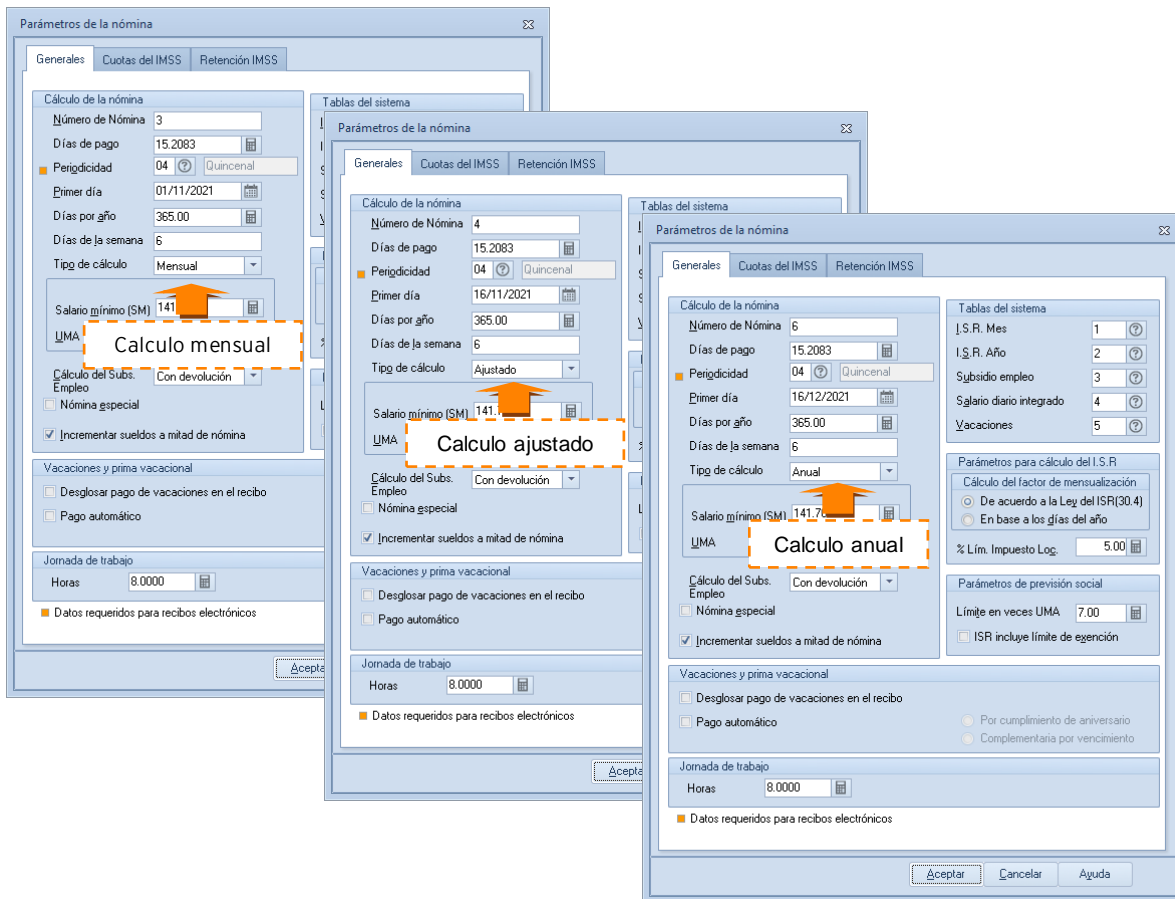 Parámetros de la nómina
Generales
Cuotas del IMSS
Retención IMSS
Cálculo de la nómina
Número de Nómina 3
Días de pago 15.2083
Periodicidad 04 Quincenal
Primer día 01/11/2021
Días por año 365.00
Días de la semana 6
Tipo de cálculo Mensual
Salario mínimo (SM) 141.
UMA
Calculo mensual
Cálculo del Subs. Empleo Con devolución
Nómina especial
Incrementar sueldos a mitad de nómina
Vacaciones y prima vacacional
Desglosar pago de vacaciones en el recibo
Pago automático
Jornada de trabajo
Horas 8.0000
Datos requeridos para recibos electrónicos
Acepta
Tablas del sistema
Parámetros de la nómina
Generales
Cuotas del IMSS
Retención IMSS
Cálculo de la nómina
Número de Nómina 4
Días de pago 15.2083
Periodicidad 04 Quincenal
Primer día 16/11/2021
Días por año 365.00
Días de la semana 6
Tipo de cálculo Ajustado
Salario mínimo (SM) 141.
UMA
Calculo ajustado
Cálculo del Subs. Empleo Con devolución
Nómina especial
Incrementar sueldos a mitad de nómina
Vacaciones y prima vacacional
Desglosar pago de vacaciones en el recibo
Pago automático
Jornada de trabajo
Horas 8.0000
Datos requeridos para recibos electrónicos
Acepta
Tablas del sistema
Parámetros de la nómina
Generales
Cuotas del IMSS
Retención IMSS
Cálculo de la nómina
Número de Nómina 6
Días de pago 15.2083
Periodicidad 04 Quincenal
Primer día 16/12/2021
Días por año 365.00
Días de la semana 6
Tipo de cálculo Anual
Salario mínimo (SM)
UMA
Calculo anual
Cálculo del Subs. Empleo Con devolución
Nómina especial
Incrementar sueldos a mitad de nómina
Tablas del sistema
I.S.R. Mes 1
I.S.R. Año 2
Subsidio empleo 3
Salario diario integrado 4
Vacaciones 5
Parámetros para cálculo del I.S.R
Cálculo del factor de mensualización
De acuerdo a la Ley del ISR(30.4)
En base a los días del año
% Lím. Impuesto Loc. 5.00
Parámetros de previsión social
Límite en veces UMA 7.00
ISR incluye límite de exención
Vacaciones y prima vacacional
Desglosar pago de vacaciones en el recibo
Pago automático
Por cumplimiento de aniversario
Complementaria por vencimiento
Jornada de trabajo
Horas 8.0000
Datos requeridos para recibos electrónicos
Aceptar
Cancelar
Ayuda